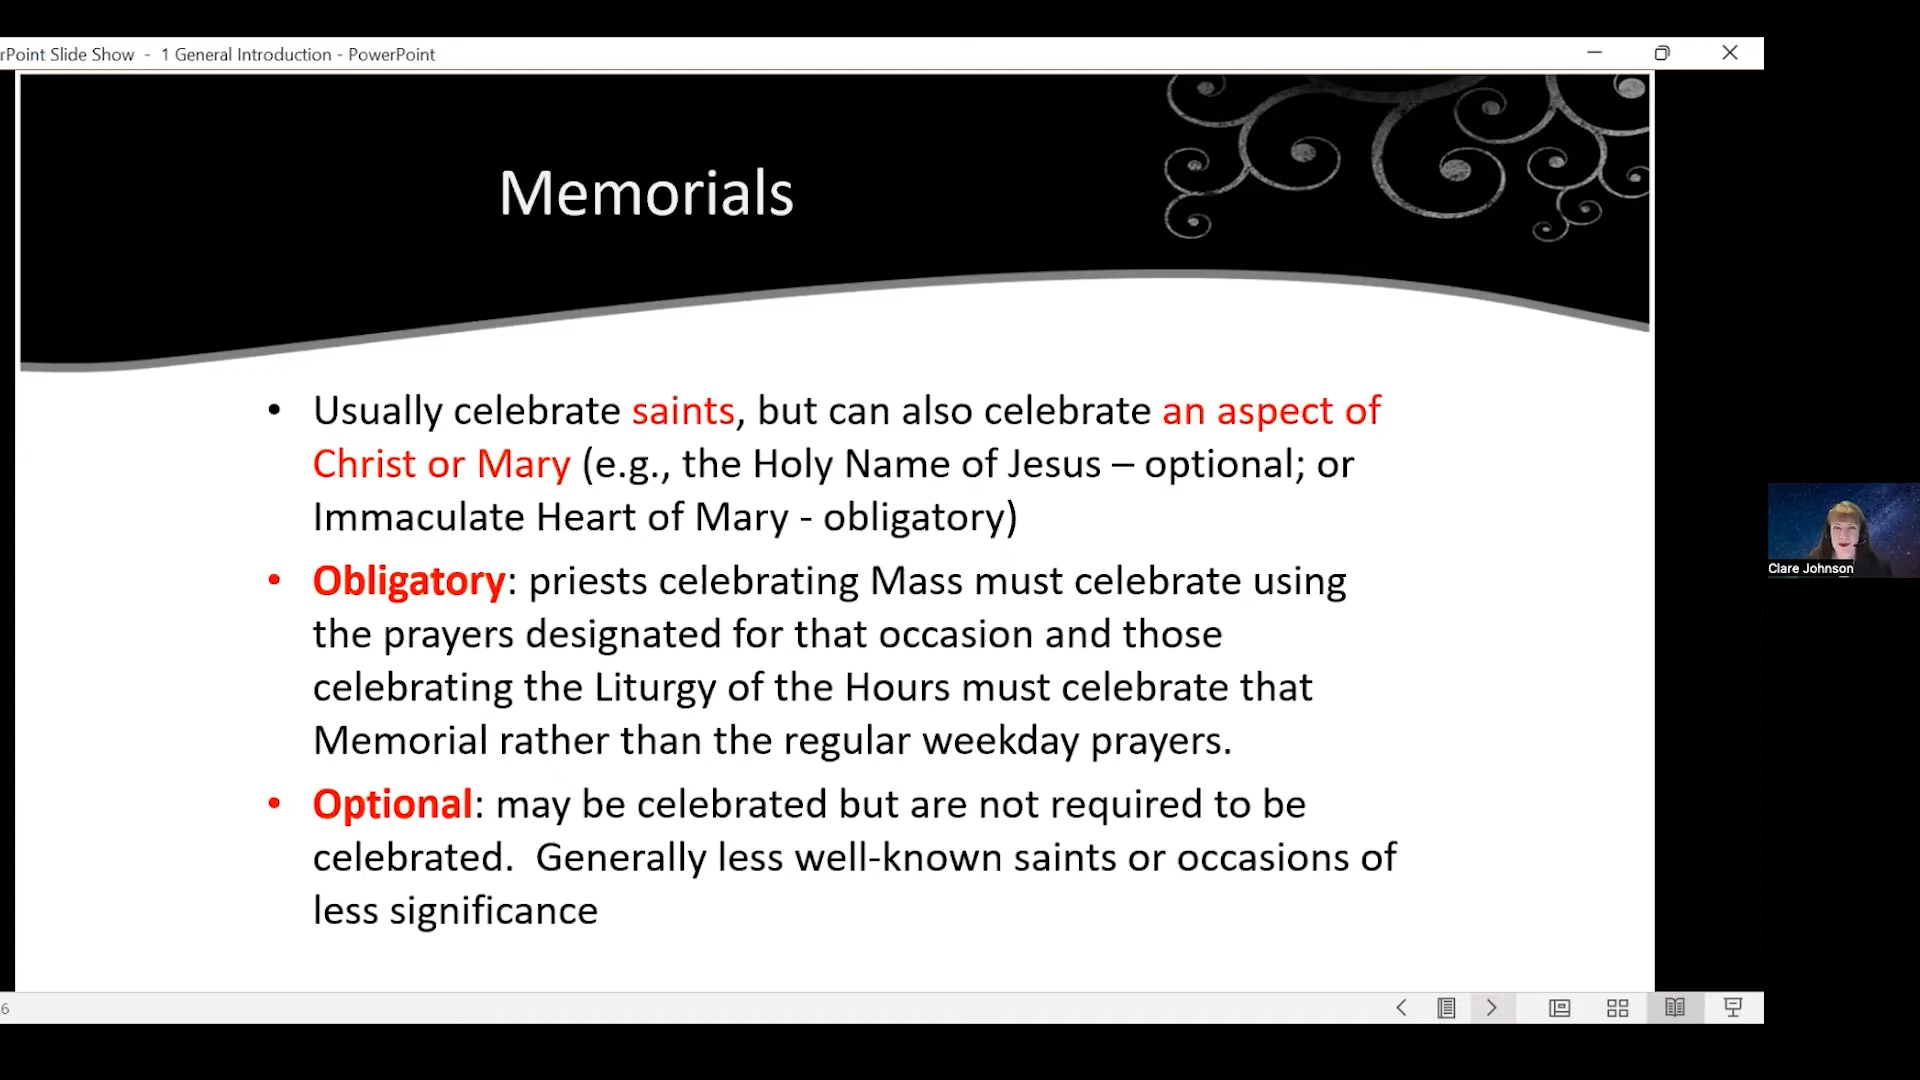 rPoint Slide Show - 1 General Introduction - PowerPoint
Memorials
• Usually celebrate saints, but can also celebrate an aspect of
Christ or Mary (e.g., the Holy Name of Jesus – optional; or
Immaculate Heart of Mary - obligatory)
• Obligatory: priests celebrating Mass must celebrate using
the prayers designated for that occasion and those
celebrating the Liturgy of the Hours must celebrate that
Memorial rather than the regular weekday prayers.
• Optional: may be celebrated but are not required to be
celebrated.  Generally less well-known saints or occasions of
less significance
Clare Johnson
6